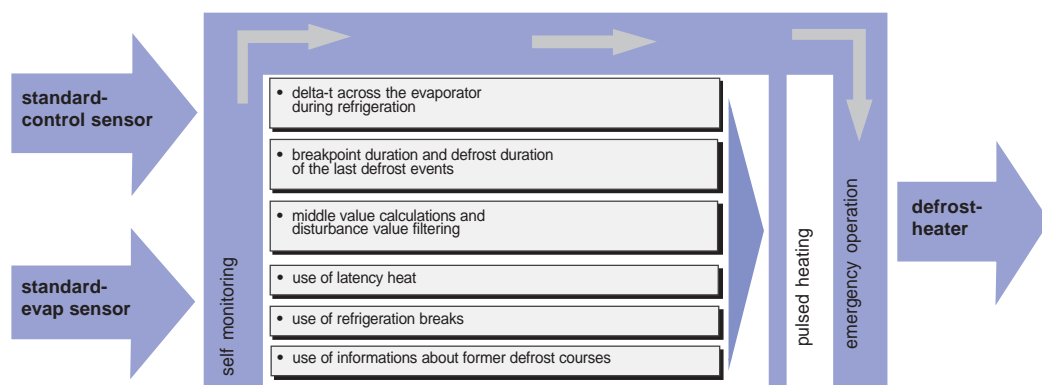 standard-
control sensor
standard-
evap sensor
self monitoring
• delta-t across the evaporator
during refrigeration
• breakpoint duration and defrost duration
of the last defrost events
• middle value calculations and
disturbance value filtering
• use of latency heat
• use of refrigeration breaks
• use of informations about former defrost courses
pulsed heating
emergency operation
defrost-
heater